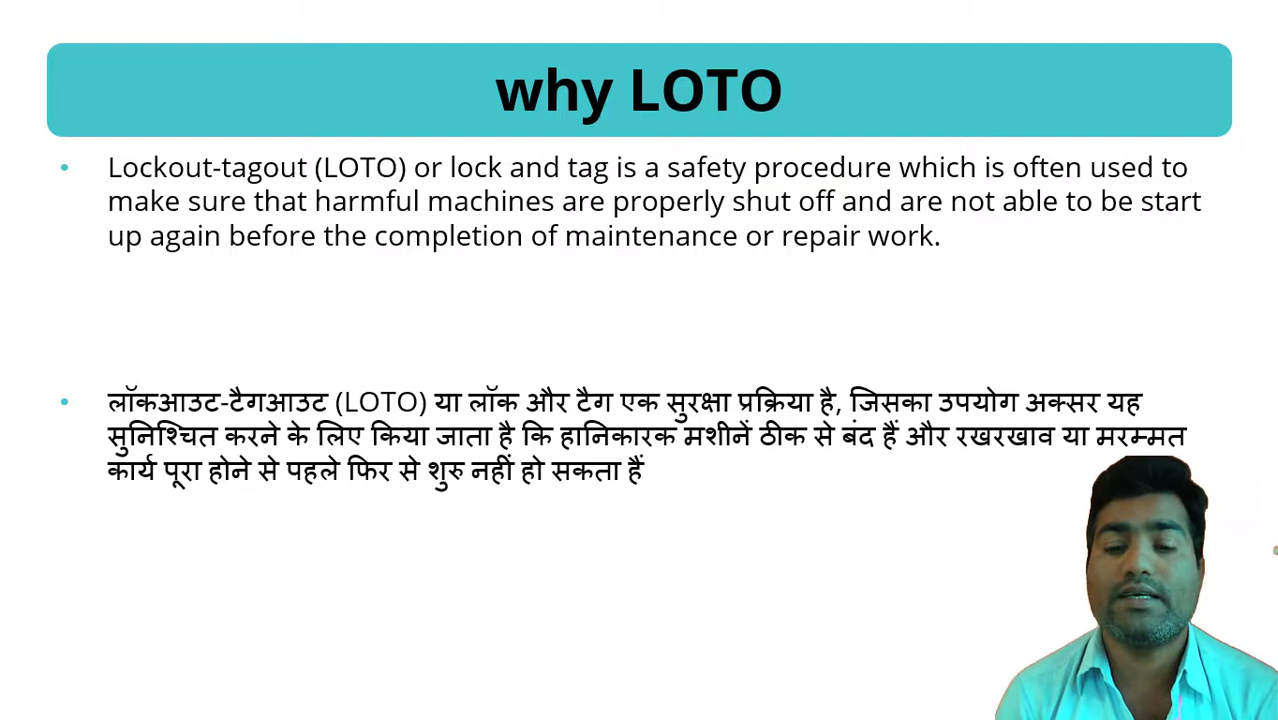 why LOTO
Lockout-tagout (LOTO) or lock and tag is a safety procedure which is often used to
make sure that harmful machines are properly shut off and are not able to be start
up again before the completion of maintenance or repair work.
लॉकआउट-टैगआउट (LOTO) या लॉक और टैग एक सुरक्षा प्रक्रिया है, जिसका उपयोग अक्सर यह
सुनिश्चित करने के लिए किया जाता है कि हानिकारक मशीनें ठीक से बंद हैं और रखरखाव या मरम्मत
कार्य पूरा होने से पहले फिर से शुरु नहीं हो सकता हैं